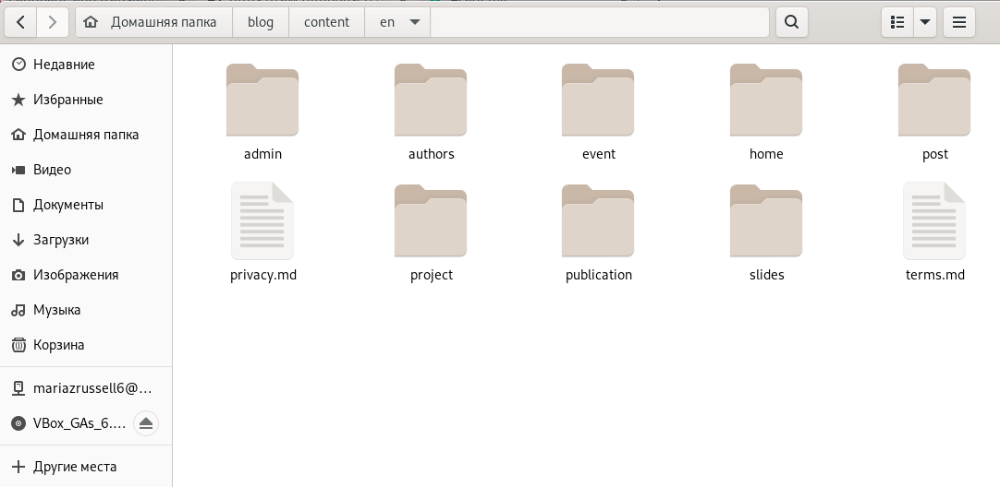 Домашняя папка blog content en
Недавние
Избранные
Домашняя папка
Видео
Документы
Загрузки
Изображения
Музыка
Корзина
mariazrussell6@...
VBox_GAs_6....
Другие места
admin authors event home post
privacy.md project publication slides terms.md